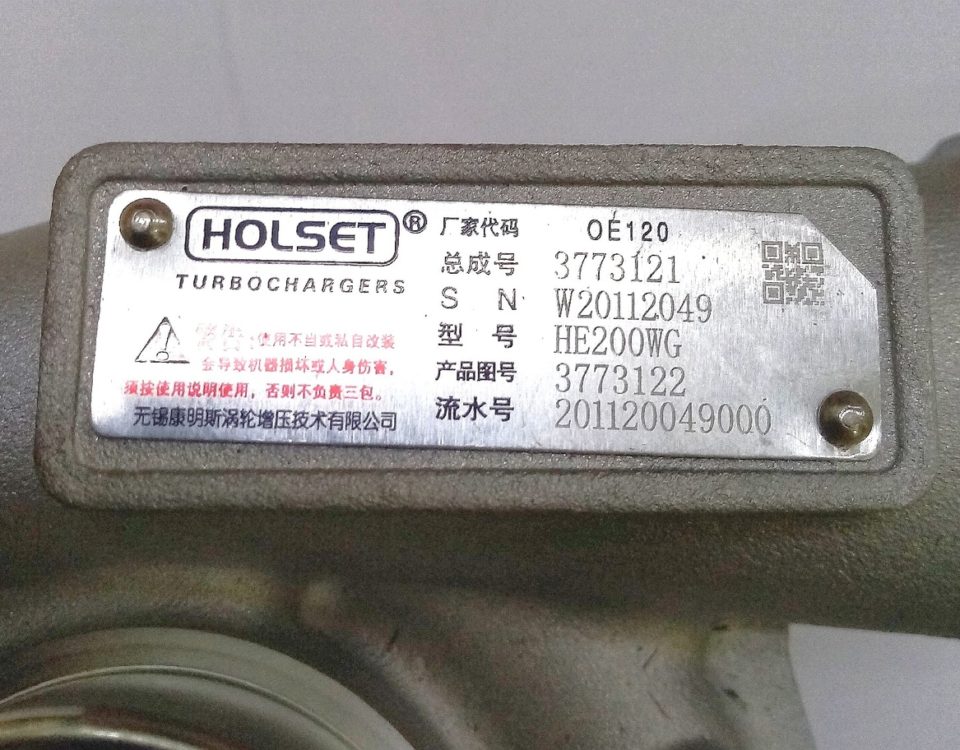 HOLSET®
TURBOCHARGERS
使用不当或私自改装
会导致机器损坏或人身伤害,
须按使用说明使用，否则不负责三包。
无锡康明斯涡轮增压技术有限公司
厂家代码 OE120
总成号 3773121
S N W20112049
型 号 HE200WG
产品图号 3773122
流水号 201120049000